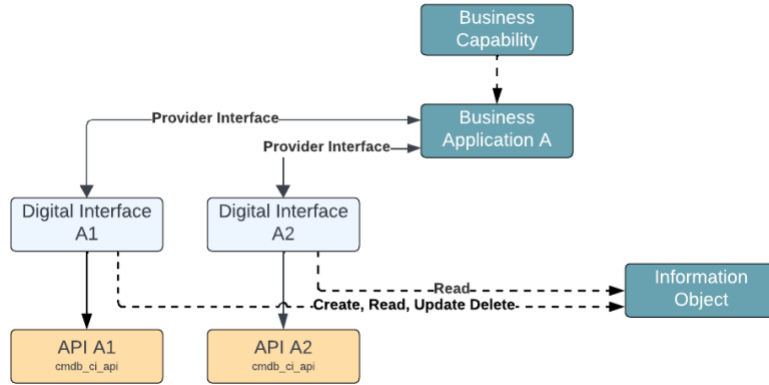 Business
Capability
Provider Interface
Business
Application A
Provider Interface
Digital Interface
A1
Digital Interface
A2
Read
Create, Read, Update Delete
Information
Object
API A1
cmdb_ci_api
API A2
cmdb_ci_api